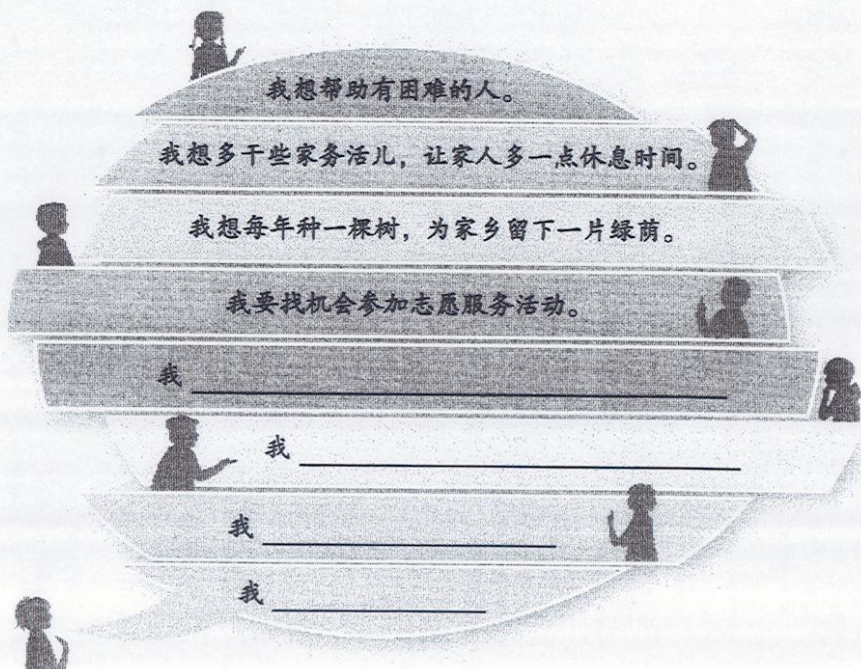 我想帮助有困难的人。
我想多干些家务活儿，让家人多一点休息时间。
我想每年种一棵树，为家乡留下一片绿荫。
我要找机会参加志愿服务活动。
我
我
我
我